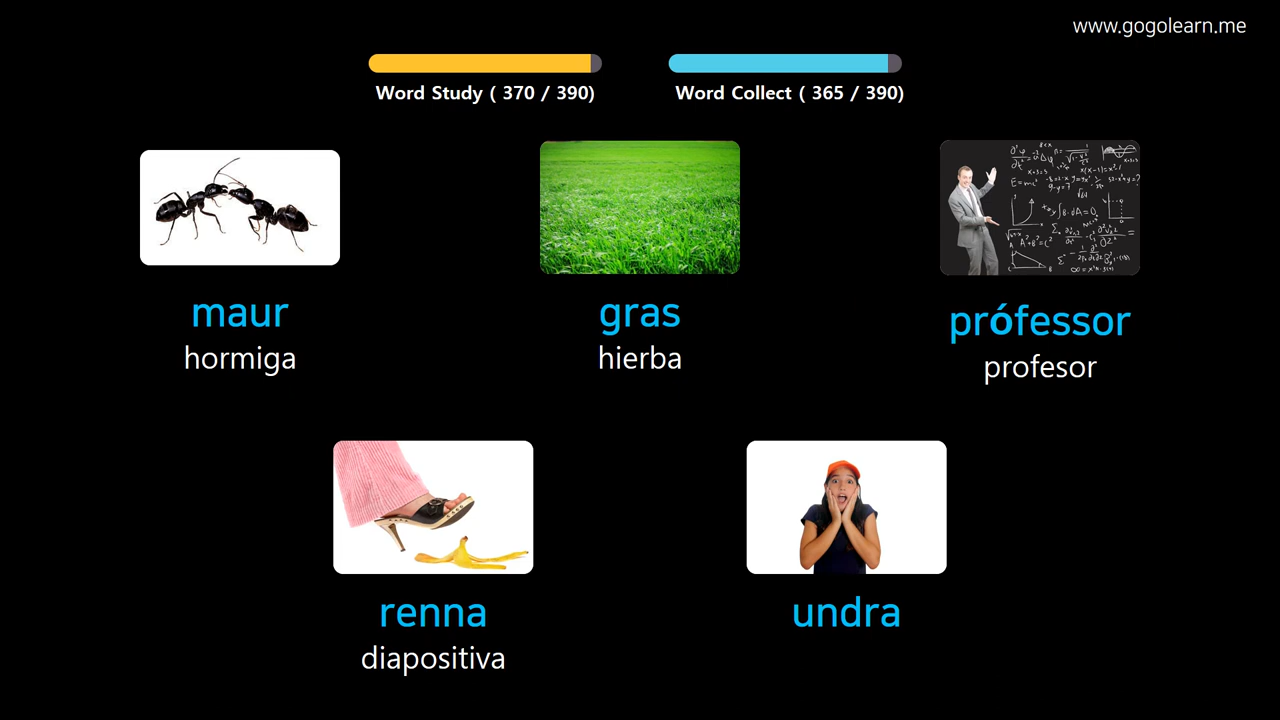 www.gogolearn.me
Word Study ( 370 / 390)
Word Collect ( 365 / 390)
maur
hormiga
gras
hierba
prófessor
profesor
renna
diapositiva
undra